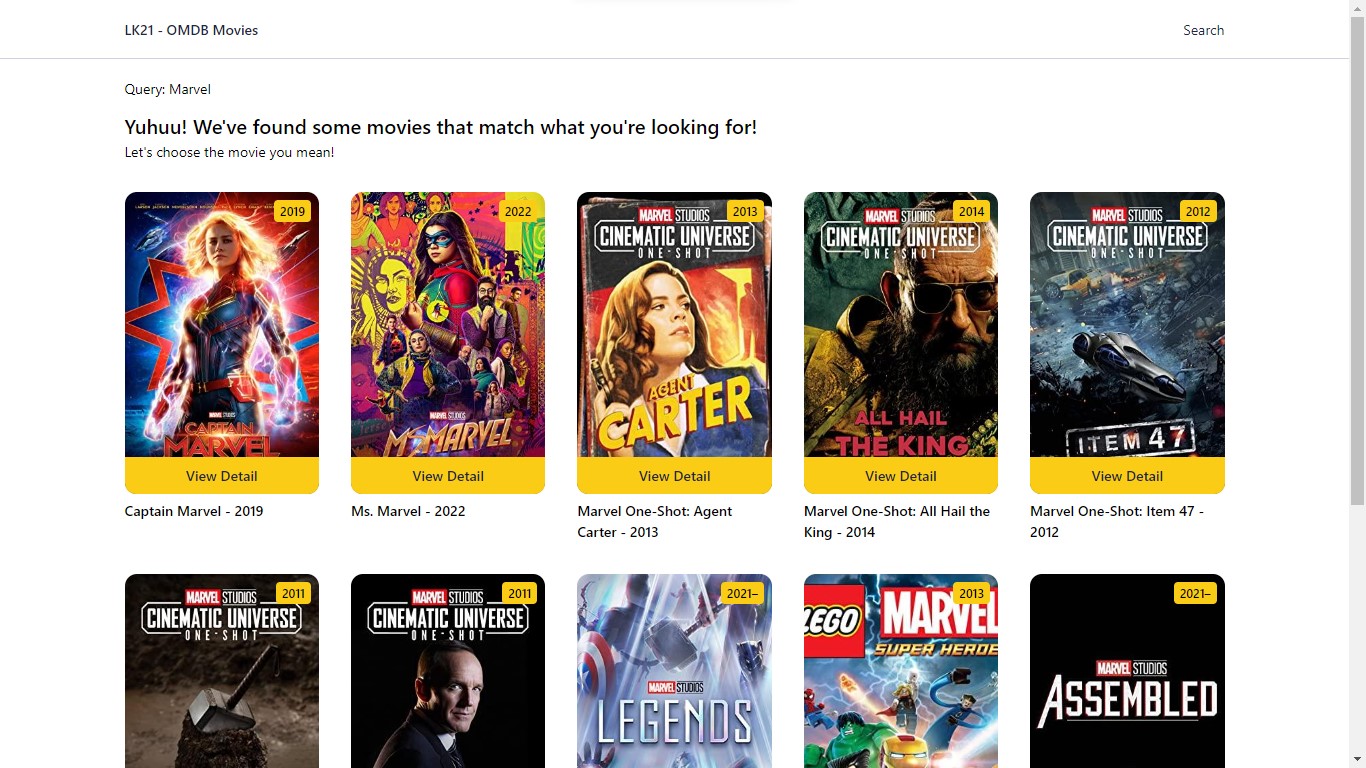 LK21 - OMDB Movies
Search
Query: Marvel
Yuhuu! We've found some movies that match what you're looking for!
Let's choose the movie you mean!
2019
CAPTAIN
MARVEL
View Detail
Captain Marvel - 2019
2022
MARVEL STUDIOS
MS. MARVEL
View Detail
Ms. Marvel - 2022
2013
MARVEL STUDIOS
CINEMATIC UNIVERSE
ONE-SHOT
AGENT
CARTER
View Detail
Marvel One-Shot: Agent
Carter - 2013
2014
MARVEL STUDIOS
CINEMATIC UNIVERSE
ONE-SHOT
ALL HAIL
THE KING
View Detail
Marvel One-Shot: All Hail the
King - 2014
2012
MARVEL STUDIOS
CINEMATIC UNIVERSE
ONE-SHOT
ITEM 47
View Detail
Marvel One-Shot: Item 47 -
2012
2011
MARVEL STUDIOS
CINEMATIC UNIVERSE
ONE-SHOT
2011
MARVEL STUDIOS
CINEMATIC UNIVERSE
ONE-SHOT
2021–
MARVEL STUDIOS
LEGENDS
2013
LEGO MARVEL
SUPER HEROE
2021–
MARVEL STUDIOS
ASSEMBLED